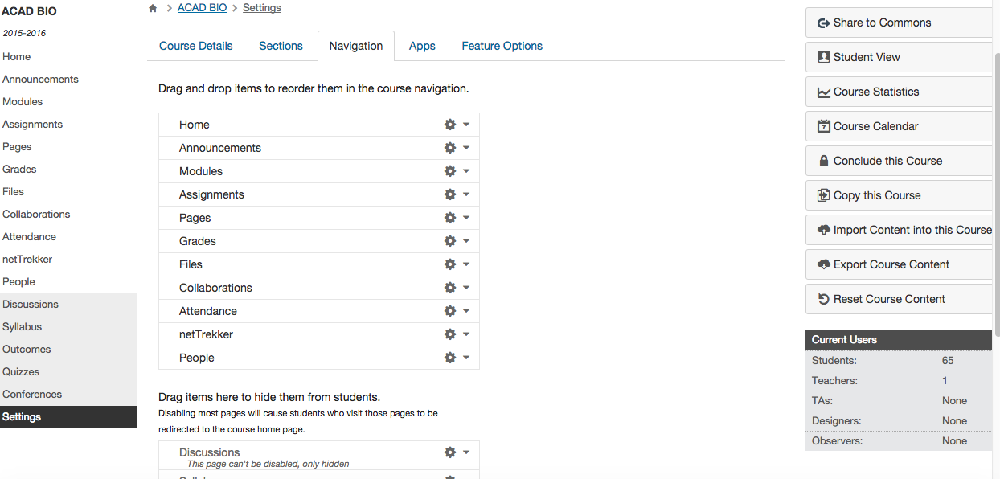 ACAD BIO
2015-2016
Home
Announcements
Modules
Assignments
Pages
Grades
Files
Collaborations
Attendance
netTrekker
People
Discussions
Syllabus
Outcomes
Quizzes
Conferences
Settings
> ACAD BIO > Settings
Course Details Sections Navigation Apps Feature Options
Drag and drop items to reorder them in the course navigation.
Home
Announcements
Modules
Assignments
Pages
Grades
Files
Collaborations
Attendance
netTrekker
People
Drag items here to hide them from students.
Disabling most pages will cause students who visit those pages to be
redirected to the course home page.
Discussions
This page can't be disabled, only hidden
Share to Commons
Student View
Course Statistics
7 Course Calendar
Conclude this Course
Copy this Course
Import Content into this Course
Export Course Content
Reset Course Content
Current Users
Students: 65
Teachers: 1
TAs: None
Designers: None
Observers: None